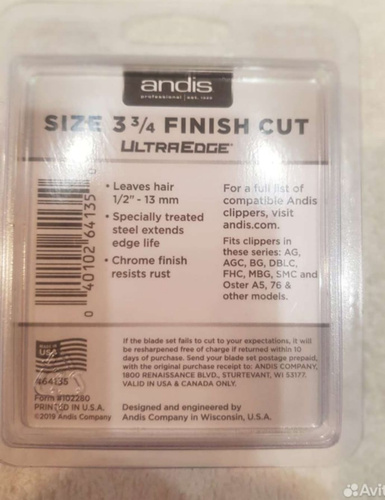 andis
professional | est. 1922
SIZE 3 3/4 FINISH CUT
ULTRAEDGE
• Leaves hair
1/2" - 13 mm
• Specially treated
steel extends
edge life
• Chrome finish
resists rust
For a full list of
compatible Andis
clippers, visit
andis.com.
Fits clippers in
these series: AG,
AGC, BG, DBLC,
FHC, MBG, SMC and
Oster A5, 76 &
other models.
0 40102 64135 0
USA
If the blade set fails to cut to your expectations, it will
be resharpened free of charge if returned within 10
days of purchase. Send your blade set postage prepaid,
with the original purchase receipt to: ANDIS COMPANY,
1800 RENAISSANCE BLVD., STURTEVANT, WI 53177.
VALID IN USA & CANADA ONLY.
#64135
Form #102280
PRINTED IN U.S.A.
©2019 Andis Company
Designed and engineered by
Andis Company in Wisconsin, U.S.A.
Avito